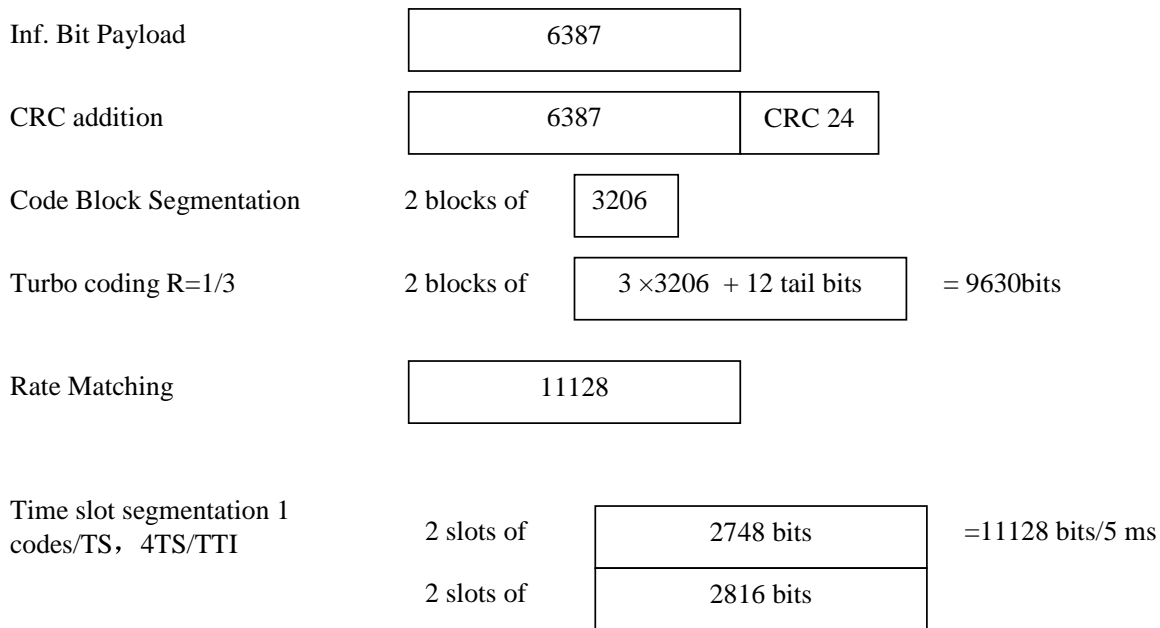 Inf. Bit Payload 6387
CRC addition 6387 CRC 24
Code Block Segmentation 2 blocks of 3206
Turbo coding R=1/3 2 blocks of 3 ×3206 + 12 tail bits = 9630bits
Rate Matching 11128
Time slot segmentation 1
codes/TS，4TS/TTI
2 slots of 2748 bits =11128 bits/5 ms
2 slots of 2816 bits